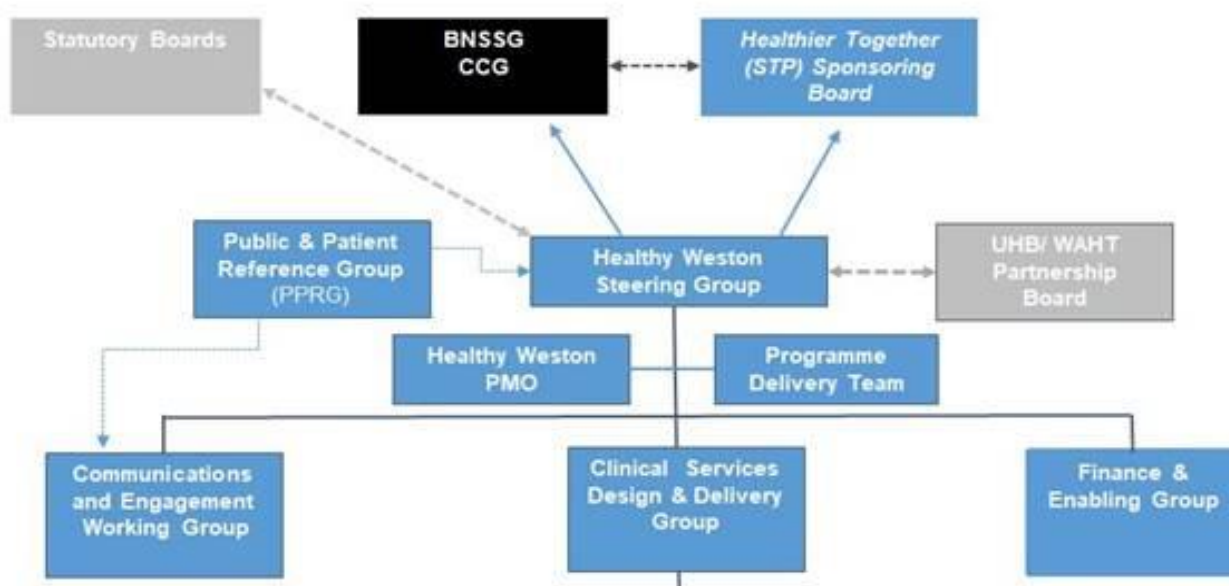 Statutory Boards
BNSSG
CCG
Healthier Together
(STP) Sponsoring
Board
Public & Patient
Reference Group
(PPRG)
Healthy Weston
Steering Group
UHB/ WAHT
Partnership
Board
Healthy Weston
PMO
Programme
Delivery Team
Communications
and Engagement
Working Group
Clinical Services
Design & Delivery
Group
Finance &
Enabling Group